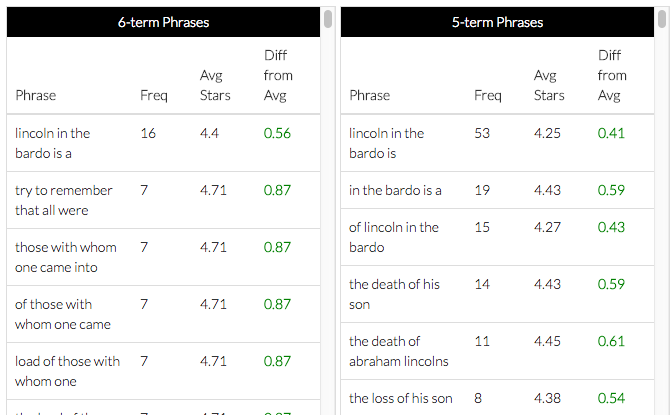 6-term Phrases
Phrase Freq Avg Stars Diff from Avg
lincoln in the 16 4.4 0.56
bardo is a
try to remember 7 4.71 0.87
that all were
those with whom 7 4.71 0.87
one came into
of those with 7 4.71 0.87
whom one came
load of those with 7 4.71 0.87
whom one
5-term Phrases
Phrase Freq Avg Stars Diff from Avg
lincoln in the 53 4.25 0.41
bardo is
in the bardo is a 19 4.43 0.59
of lincoln in the 15 4.27 0.43
bardo
the death of his 14 4.43 0.59
son
the death of 11 4.45 0.61
abraham lincolns
the loss of his son 8 4.38 0.54